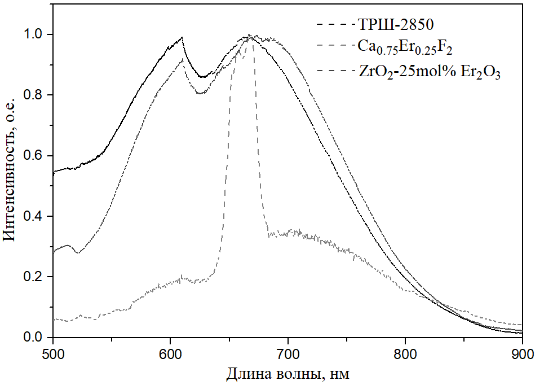 ТРШ-2850
Ca0.75Er0.25F2
ZrO2-25mol% Er2O3
Интенсивность, о.е.
1.0
0.8
0.6
0.4
0.2
0.0
500 600 700 800 900
Длина волны, нм